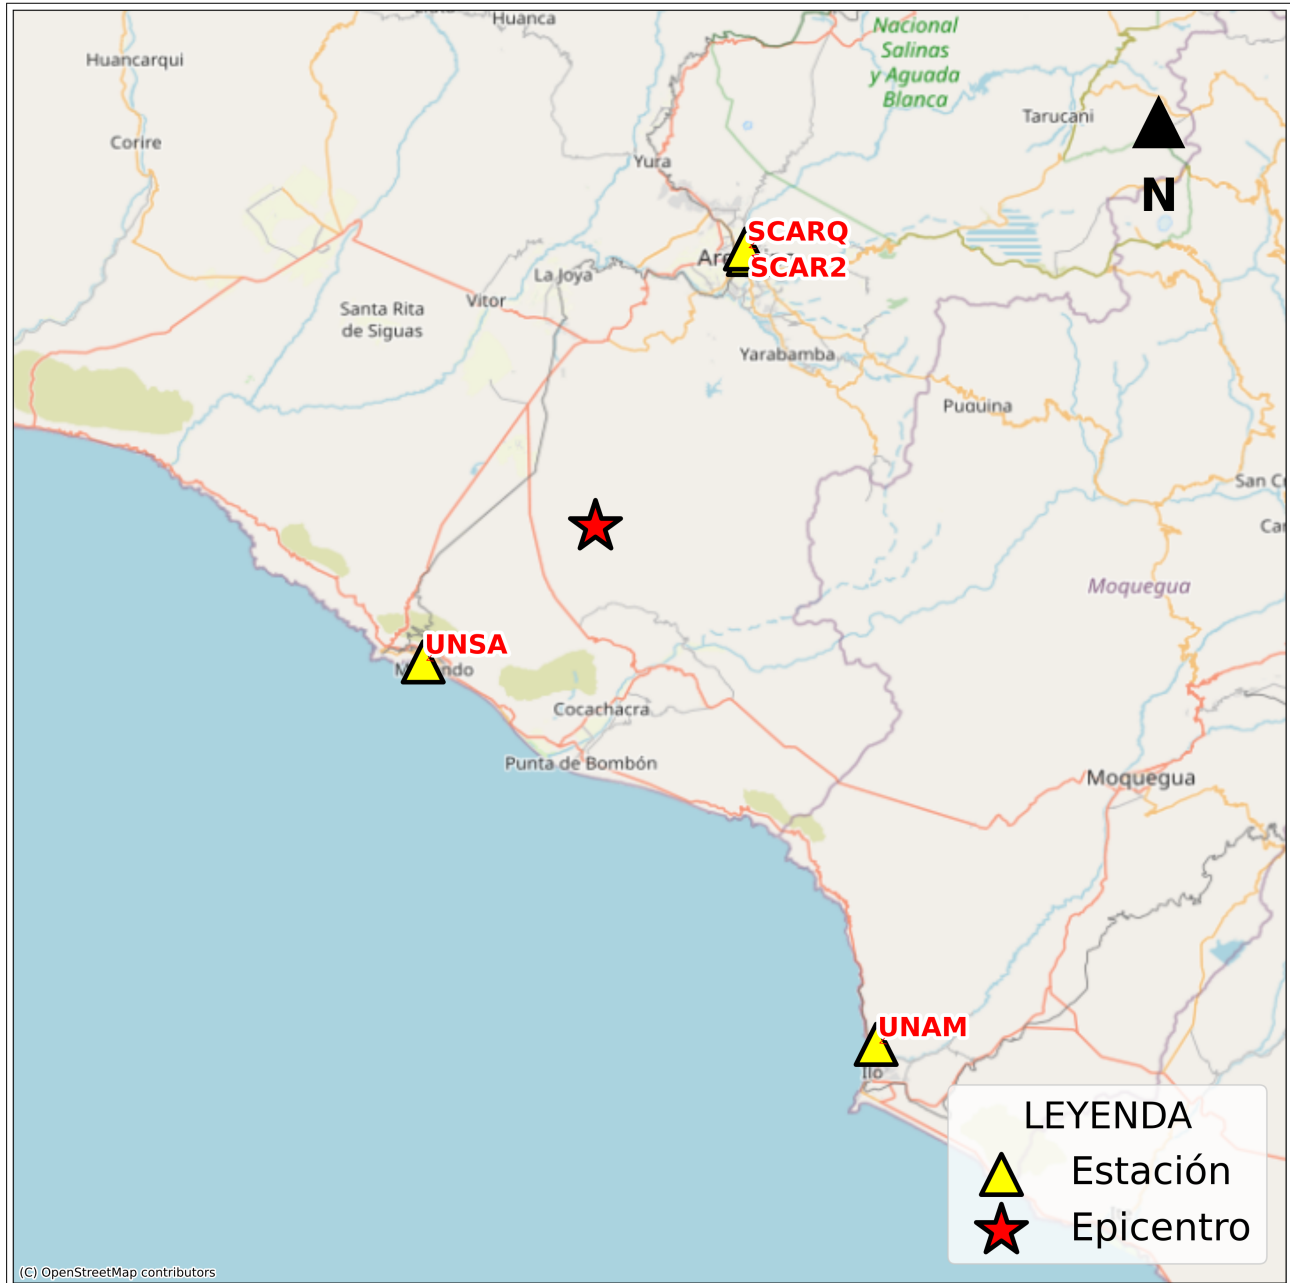 Huanca
Nacional
Salinas
y Aguada
Blanca
Huancarqui
Tarucani
Corire
Yura
N
SCARQ
SCAR2
La Joya
Vitor
Santa Rita
de Siguas
Yarabamba
Puquina
Moquegua
UNSA
Cocachacra
Punta de Bombón
Moquegua
UNAM
Ilo
LEYENDA
Estación
Epicentro
(C) OpenStreetMap contributors